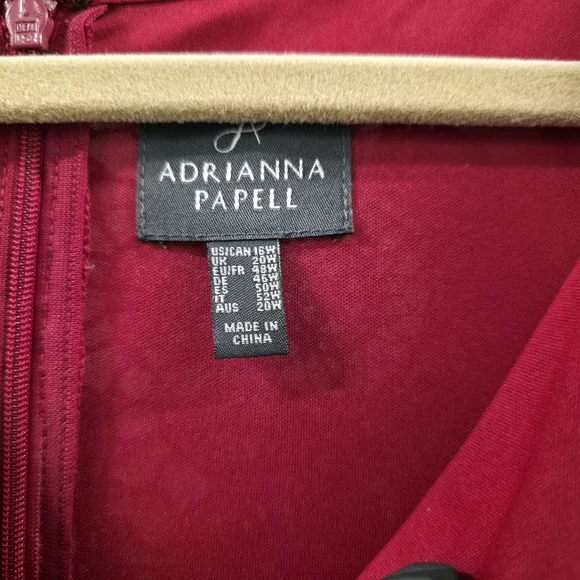 ADRIANNA
PAPELL
US/CAN 16W
UK 20W
EU/FR 48W
DE 46W
ES 50W
IT 52W
AUS 20W
MADE IN
CHINA